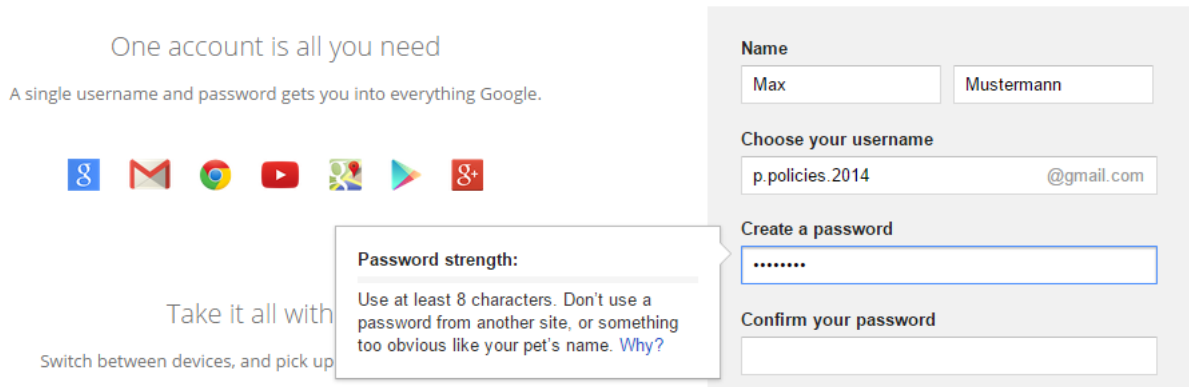 One account is all you need
A single username and password gets you into everything Google.
g
g+
Take it all with
Switch between devices, and pick up
Password strength:
Use at least 8 characters. Don't use a
password from another site, or something
too obvious like your pet's name. Why?
Name
Max Mustermann
Choose your username
p.policies.2014 @gmail.com
Create a password
••••••••
Confirm your password